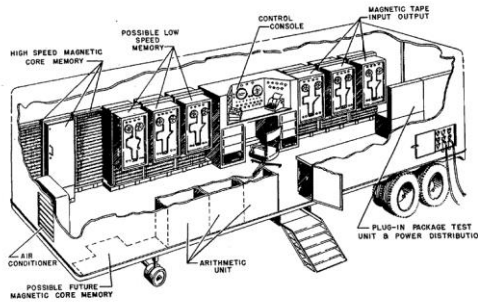 MAGNETIC TAPE
INPUT OUTPUT
CONTROL
CONSOLE
POSSIBLE LOW
SPEED
MEMORY
HIGH SPEED MAGNETIC
CORE MEMORY
AIR
CONDITIONER
POSSIBLE FUTURE
MAGNETIC CORE MEMORY
ARITHMETIC
UNIT
PLUG-IN PACKAGE TEST
UNIT & POWER DISTRIBUTIO